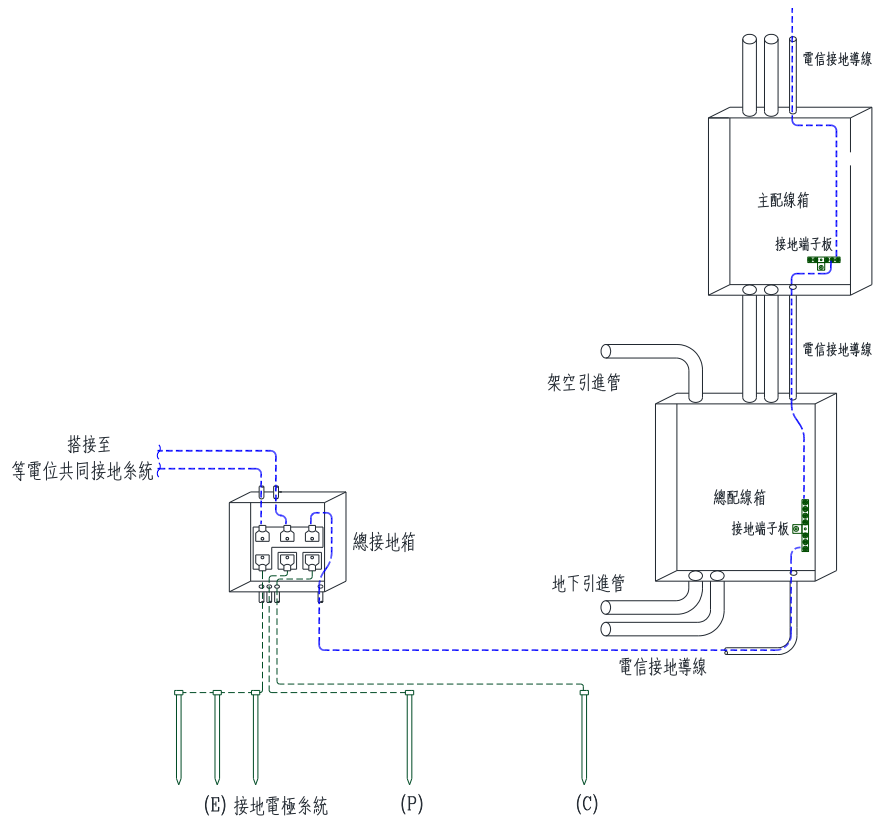 電信接地導線
主配線箱
接地端子板
電信接地導線
架空引進管
搭接至
等電位共同接地系統
總配線箱
接地端子板
總接地箱
地下引進管
電信接地導線
(E) 接地電極系統
(P)
(C)